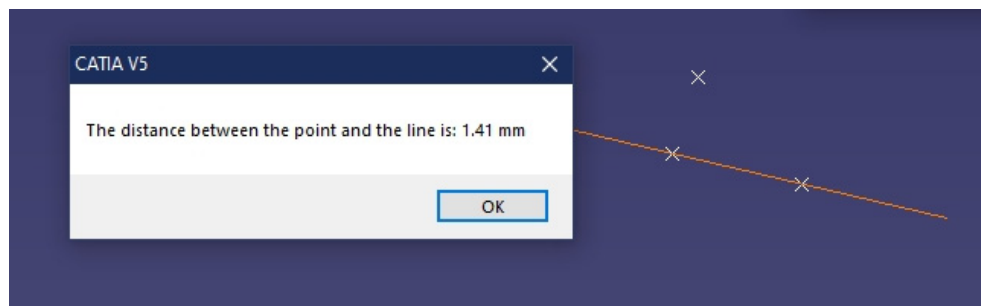 CATIA V5
The distance between the point and the line is: 1.41 mm
OK